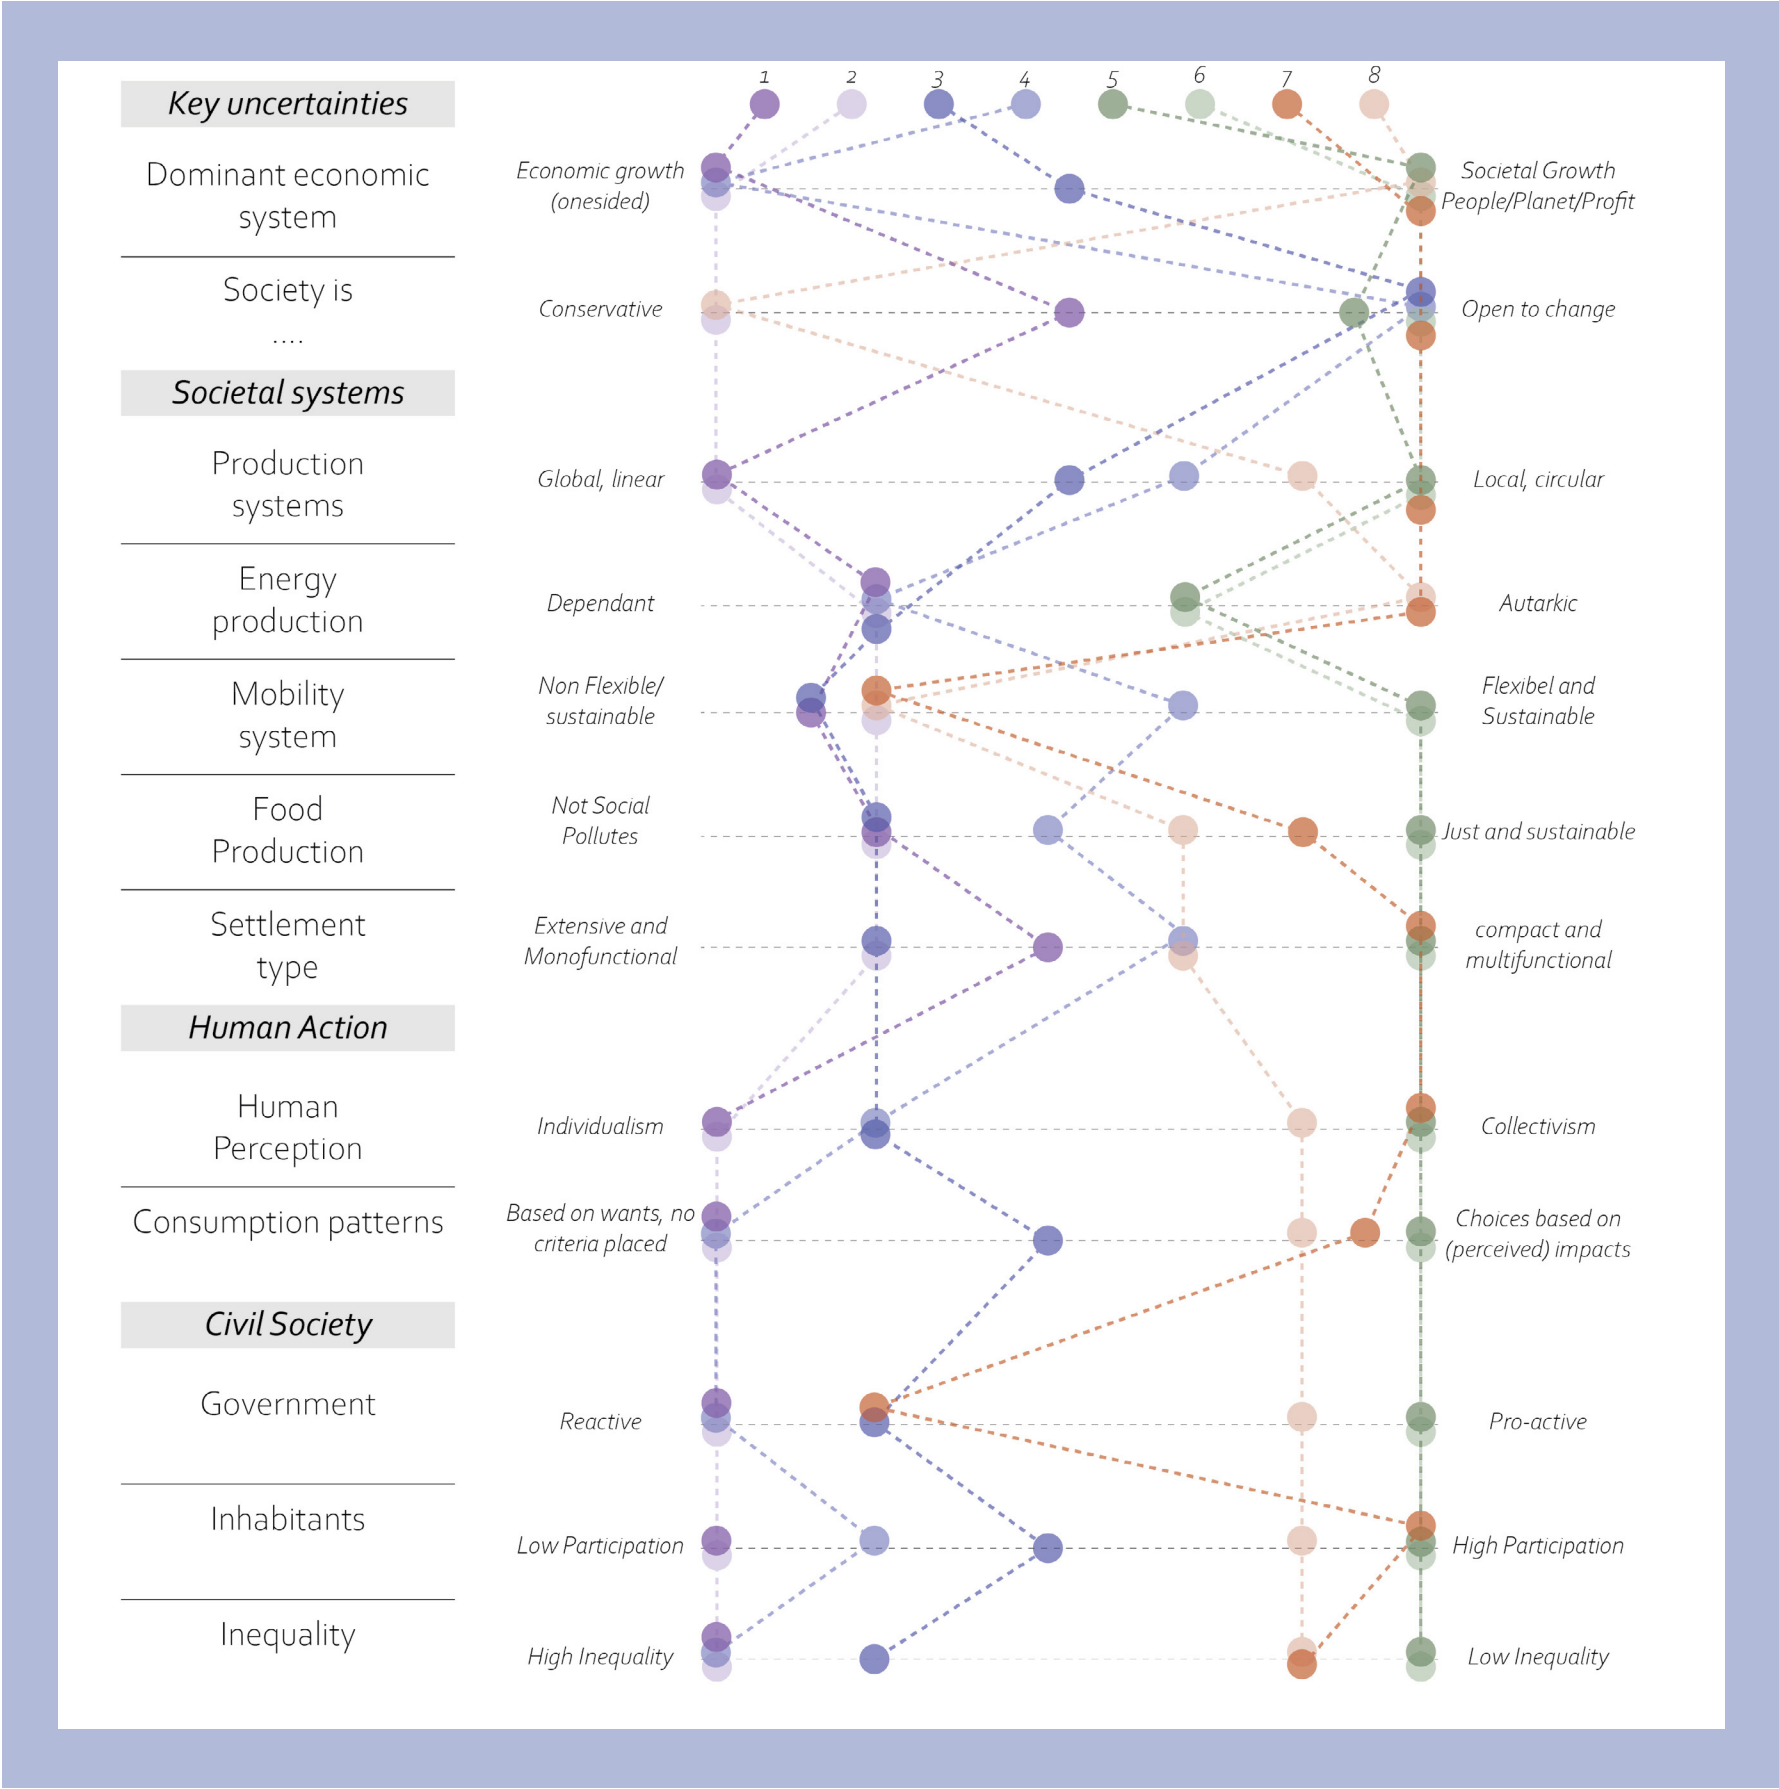 1 2 3 4 5 6 7 8
Key uncertainties
Dominant economic
system
Economic growth
(onesided)
Societal Growth
People/Planet/Profit
Society is
....
Conservative
Open to change
Societal systems
Production
systems
Global, linear
Local, circular
Energy
production
Dependant
Autarkic
Mobility
system
Non Flexible/
sustainable
Flexibel and
Sustainable
Food
Production
Not Social
Pollutes
Just and sustainable
Settlement
type
Extensive and
Monofunctional
compact and
multifunctional
Human Action
Human
Perception
Individualism
Collectivism
Consumption patterns
Based on wants, no
criteria placed
Choices based on
(perceived) impacts
Civil Society
Government
Reactive
Pro-active
Inhabitants
Low Participation
High Participation
Inequality
High Inequality
Low Inequality